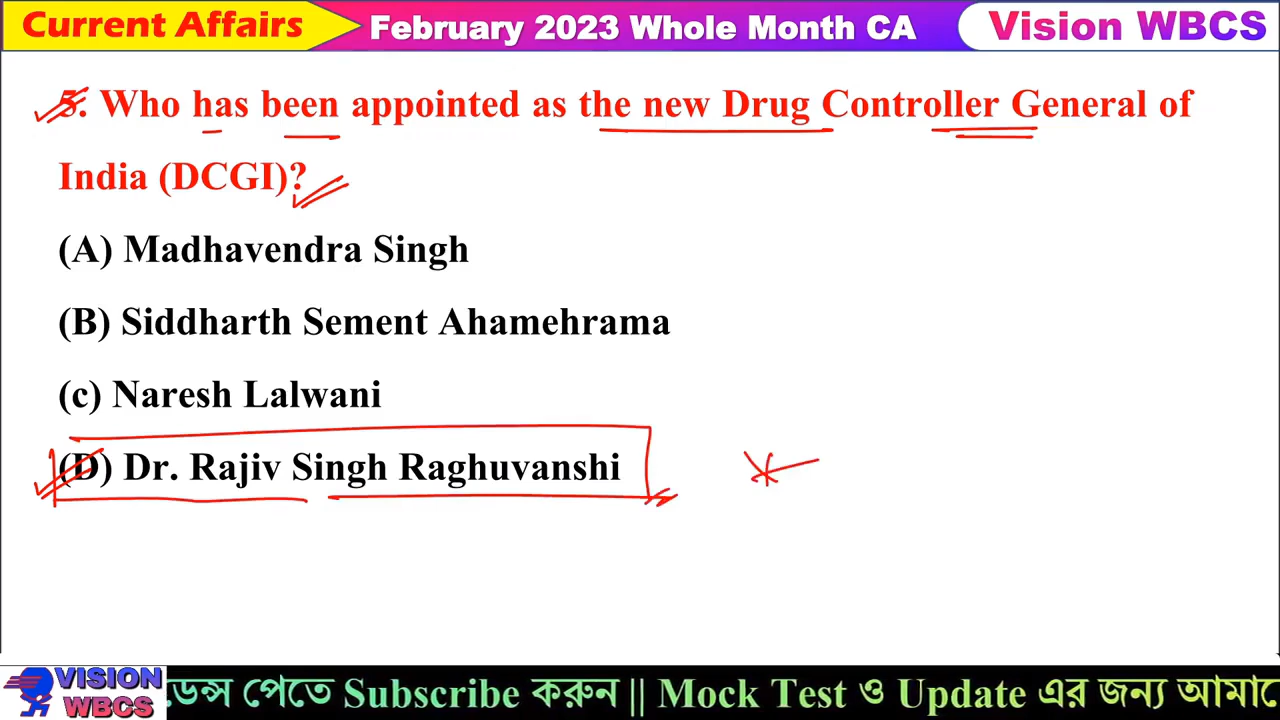 Current Affairs
February 2023 Whole Month CA
Vision WBCS
5. Who has been appointed as the new Drug Controller General of
India (DCGI)?
(A) Madhavendra Singh
(B) Siddharth Sement Ahamehrama
(c) Naresh Lalwani
(D) Dr. Rajiv Singh Raghuvanshi
VISION
WBCS
ডেন্স পেতে Subscribe করুন || Mock Test ও Update এর জন্য আমাদে